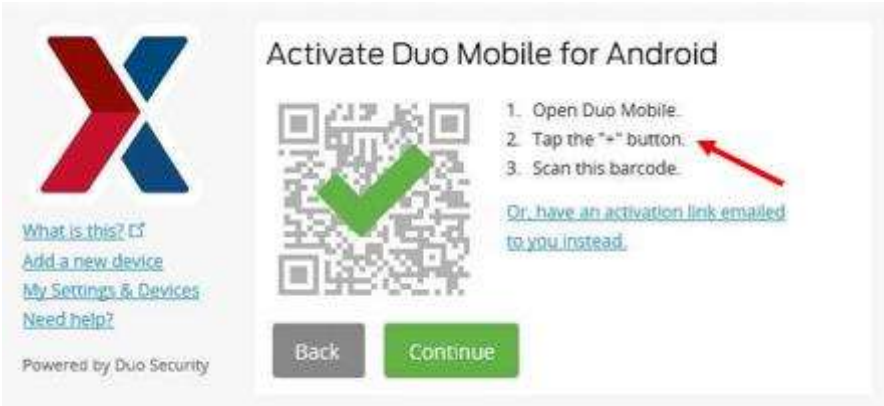 Activate Duo Mobile for Android
1. Open Duo Mobile.
2. Tap the "+" button.
3. Scan this barcode.
Or, have an activation link emailed
to you instead.
Back
Continue
What is this?
Add a new device
My Settings & Devices
Need help?
Powered by Duo Security